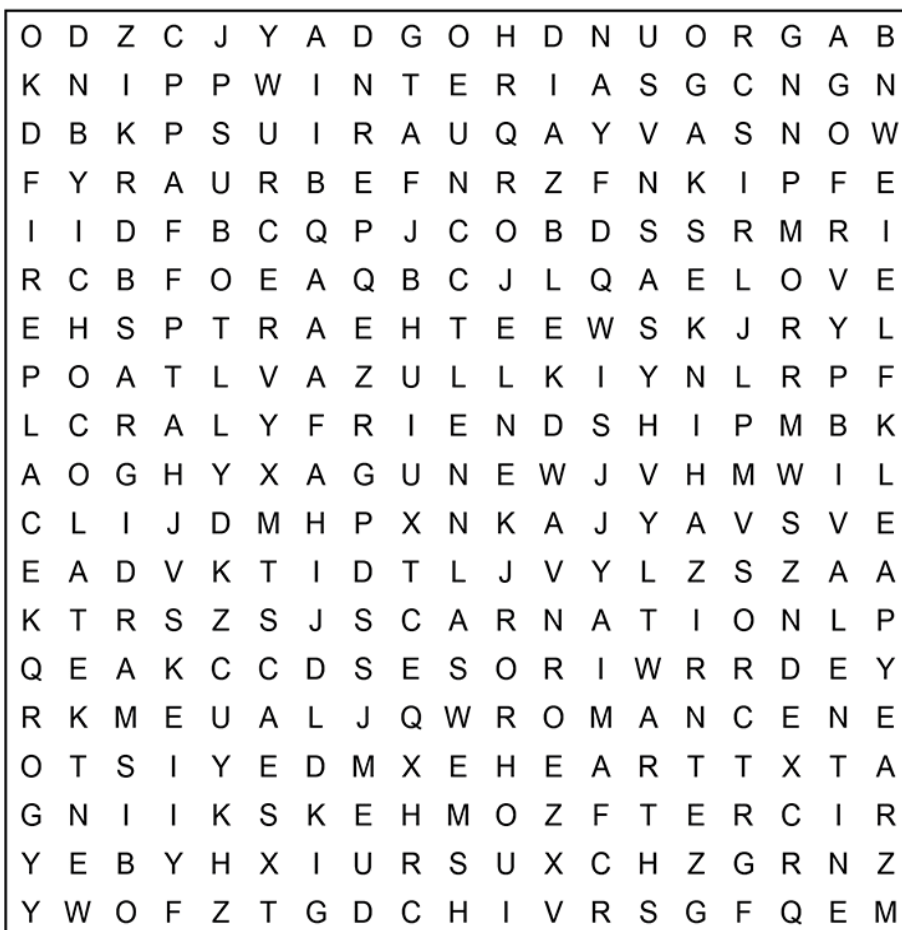 O D Z C J Y A D G O H D N U O R G A B
K N I P P W I N T E R I A S G C N G N
D B K P S U I R A U Q A Y V A S N O W
F Y R A U R B E F N R Z F N K I P F E
I I D F B C Q P J C O B D S S R M R I
R C B F O E A Q B C J L Q A E L O V E
E H S P T R A E H T E E W S K J R Y L
P O A T L V A Z U L L K I Y N L R P F
L C R A L Y F R I E N D S H I P M B K
A O G H Y X A G U N E W J V H M W I L
C L I J D M H P X N K A J Y A V S V E
E A D V K T I D T L J V Y L Z S Z A A
K T R S Z S J S C A R N A T I O N L P
Q E A K C C D S E S O R I W R R D E Y
R K M E U A L J Q W R O M A N C E N E
O T S I Y E D M X E H E A R T T X T A
G N I I K S K E H M O Z F T E R C I R
Y E B Y H X I U R S U X C H Z G R N Z
Y W O F Z T G D C H I V R S G F Q E M